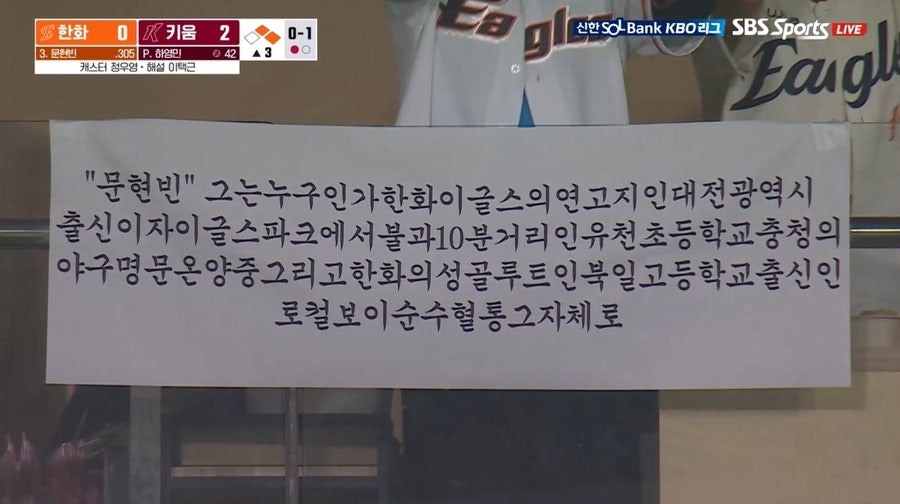 한화 0 키움 2 0-1
3. 문현빈 .305 P. 하영민 42 ▲3
캐스터 정우영 · 해설 이택근
신한 SOL Bank KBO리그 SBS Sports LIVE
Eagles Eagles
"문현빈" 그는누구인가한화이글스의연고지인대전광역시
출신이자이글스파크에서불과10분거리인유천초등학교충청의
야구명문온양중그리고한화의성골루트인북일고등학교출신인
로컬보이순수혈통그자체로